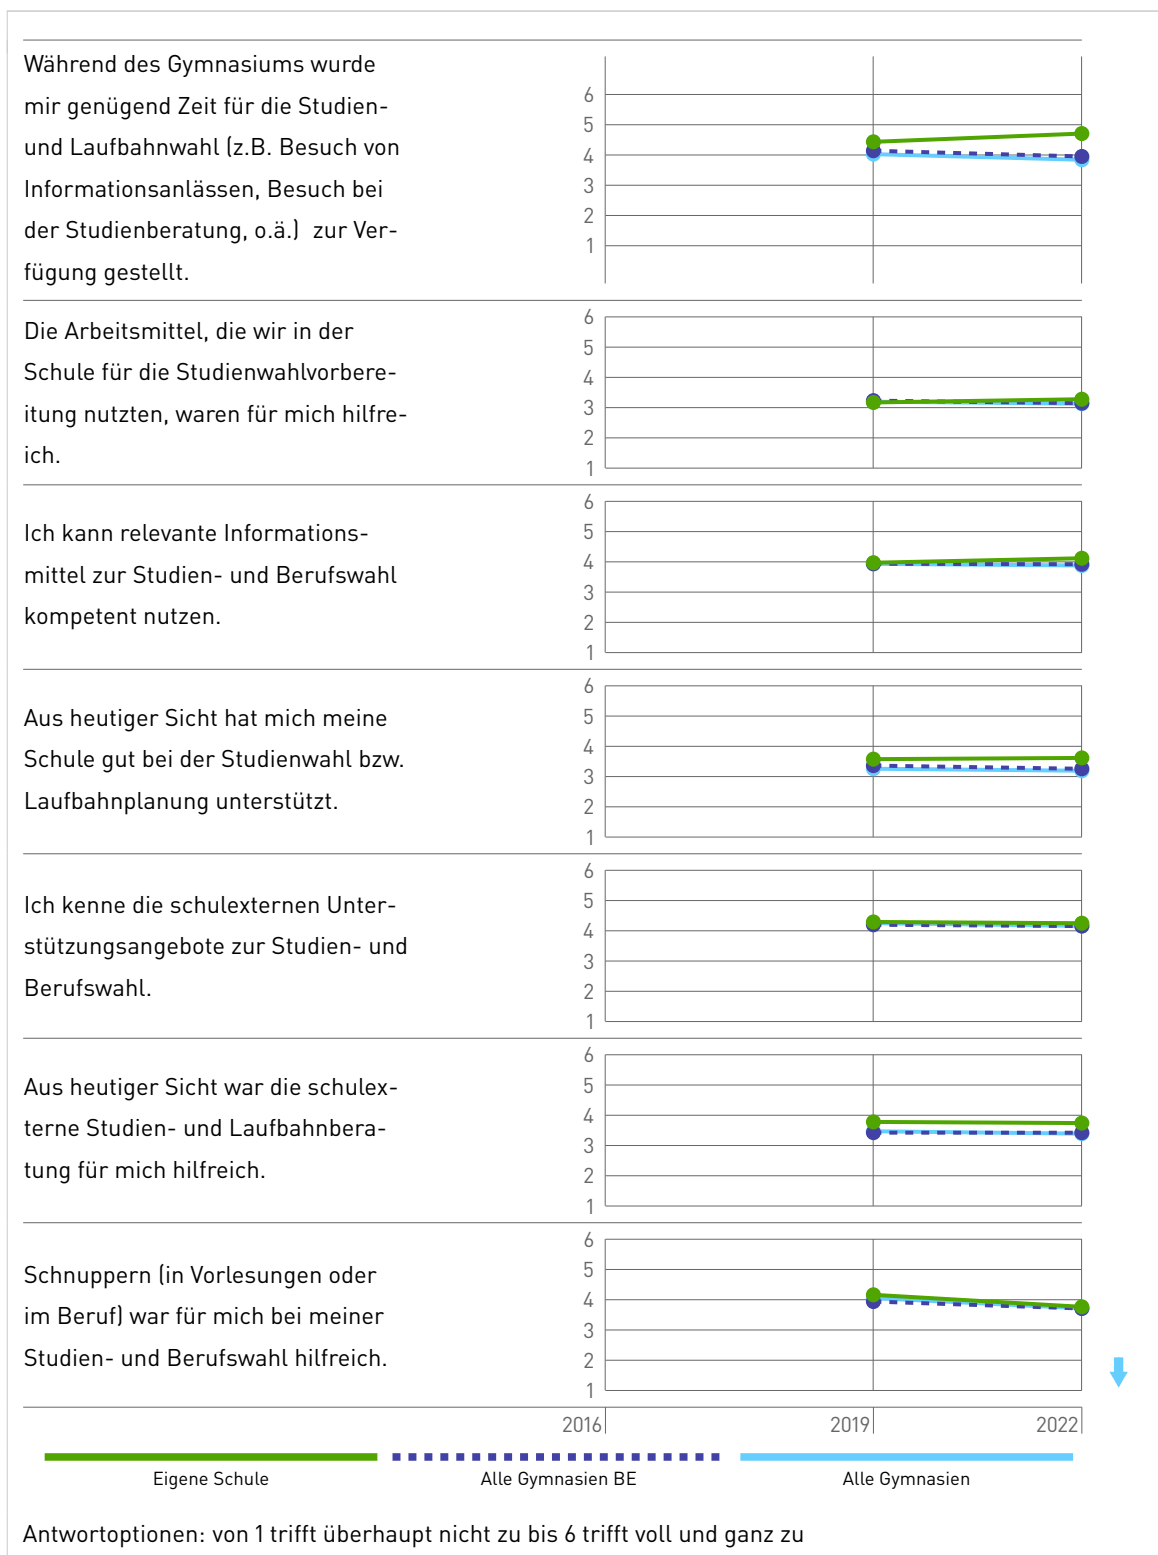 Während des Gymnasiums wurde
mir genügend Zeit für die Studien-
und Laufbahnwahl (z.B. Besuch von
Informationsanlässen, Besuch bei
der Studienberatung, o.ä.)  zur Ver-
fügung gestellt.
6
5
4
3
2
1
Die Arbeitsmittel, die wir in der
Schule für die Studienwahlvorbere-
itung nutzten, waren für mich hilfre-
ich.
6
5
4
3
2
1
Ich kann relevante Informations-
mittel zur Studien- und Berufswahl
kompetent nutzen.
6
5
4
3
2
1
Aus heutiger Sicht hat mich meine
Schule gut bei der Studienwahl bzw.
Laufbahnplanung unterstützt.
6
5
4
3
2
1
Ich kenne die schulexternen Unter-
stützungsangebote zur Studien- und
Berufswahl.
6
5
4
3
2
1
Aus heutiger Sicht war die schulex-
terne Studien- und Laufbahnbera-
tung für mich hilfreich.
6
5
4
3
2
1
Schnuppern (in Vorlesungen oder
im Beruf) war für mich bei meiner
Studien- und Berufswahl hilfreich.
6
5
4
3
2
1
2016 2019 2022
Eigene Schule Alle Gymnasien BE Alle Gymnasien
Antwortoptionen: von 1 trifft überhaupt nicht zu bis 6 trifft voll und ganz zu